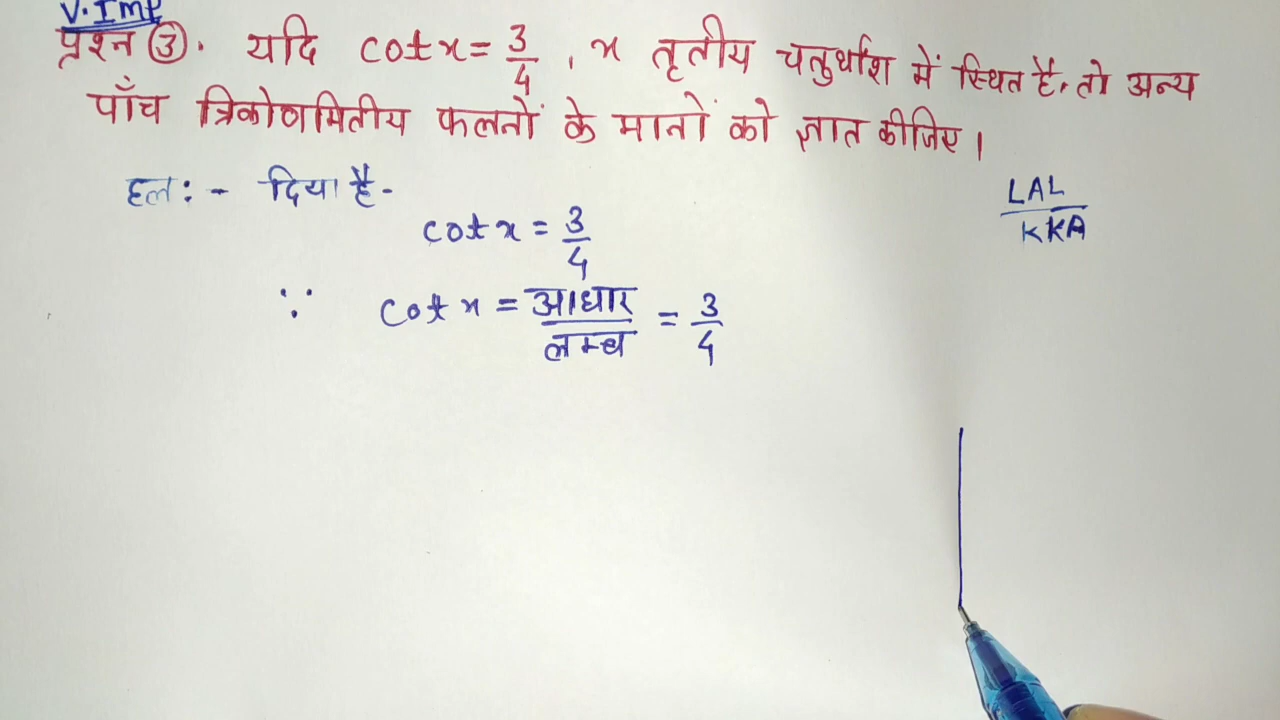 V. Imp
प्रश्न ③. यदि cot x = 3/4 , x तृतीय चतुर्थांश में स्थित है, तो अन्य
पाँच त्रिकोणमितीय फलनों के मानों को ज्ञात कीजिए।
हल : - दिया है -
cot x = 3/4
∵ cot x = आधार/लम्ब = 3/4
LAL
KKA